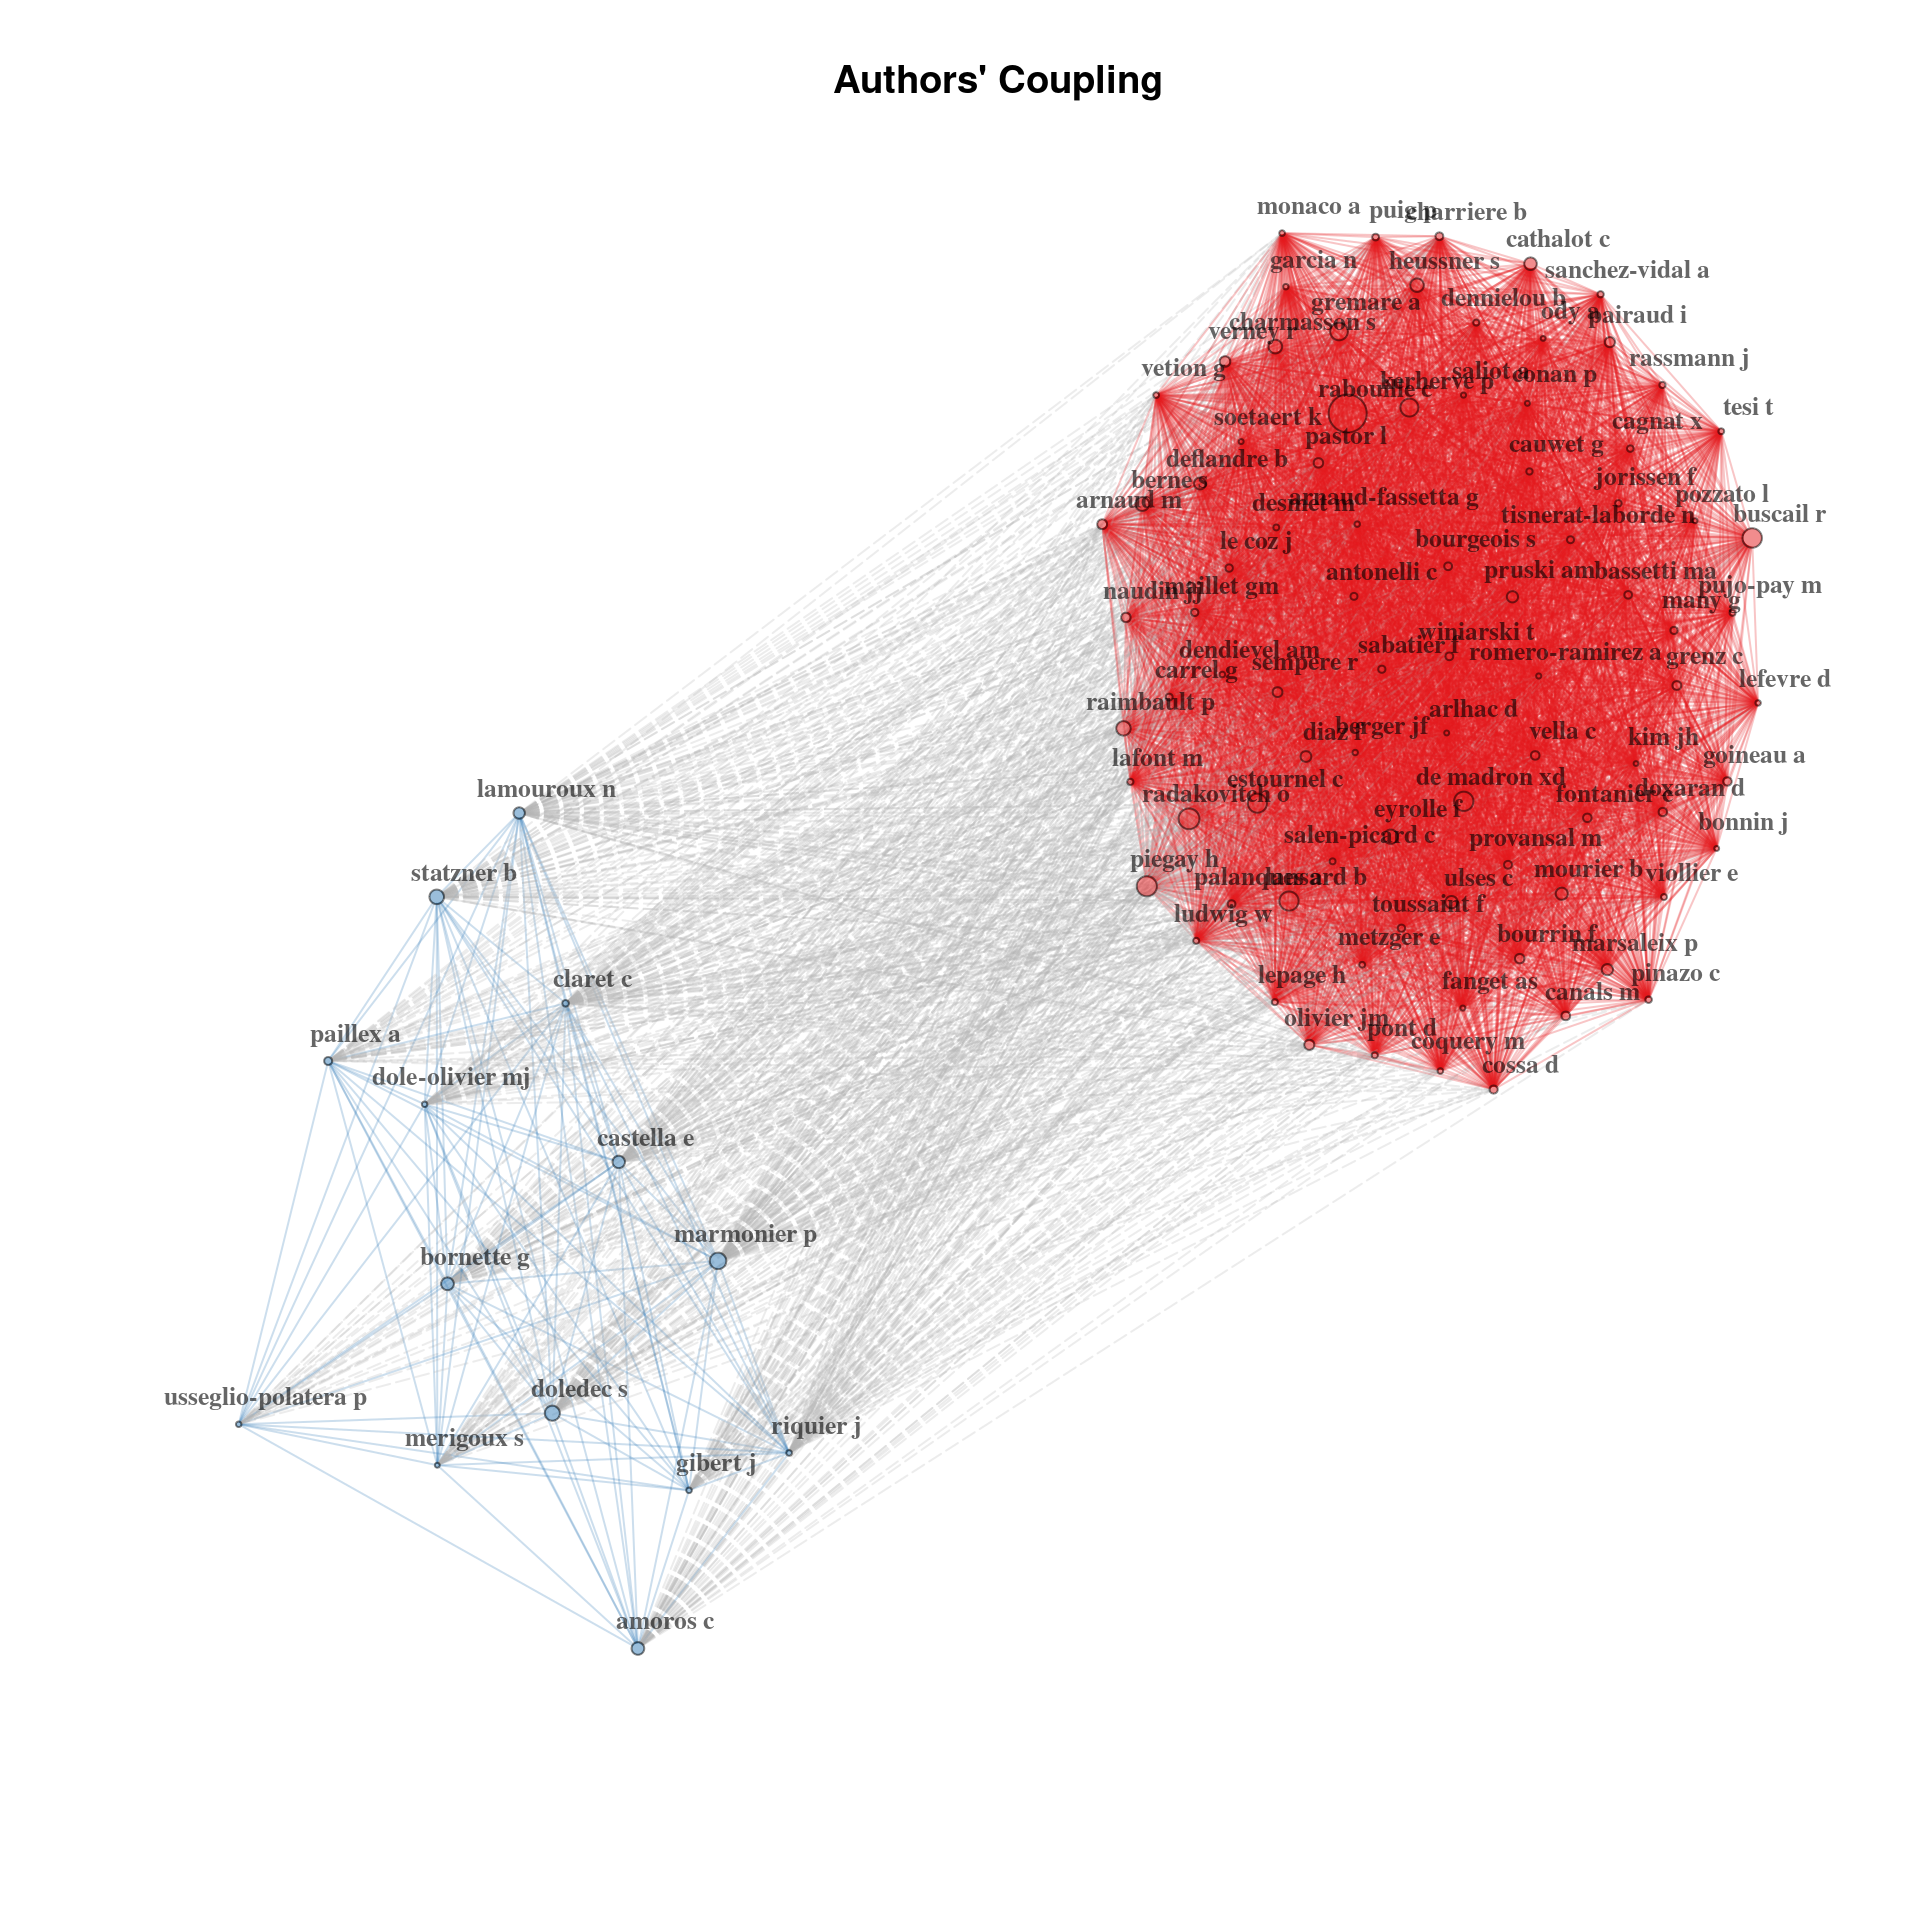 Authors' Coupling
monaco a
puig p
charriere b
cathalot c
garcia n
heussner s
sanchez-vidal a
gremare a
dennielou b
ody a
pairaud i
charmasson s
verney r
rassmann j
vetion g
rabouille c
kerherve p
saliot a
conan p
tesi t
soetaert k
pastor l
cagnat x
cauwet g
deflandre b
berne s
jorissen f
arnaud m
desmet m
arnaud-fassetta g
pozzato l
tisnerat-laborde n
buscail r
le coz j
bourgeois s
antonelli c
pruski am
bassetti ma
naudin jj
maillet gm
pujo-pay m
many g
winiarski t
dendievel am
sempere r
sabatier f
romero-ramirez a
grenz c
carrel g
lefevre d
raimbault p
arlhac d
diaz f
berger jf
vella c
kim jh
lafont m
goineau a
estournel c
de madron xd
radakovitch o
fontanier c
doxaran d
eyrolle f
bonnin j
salen-picard c
provansal m
piegay h
palanques a
lansard b
ulses c
mourier b
viollier e
ludwig w
toussaint f
metzger e
bourrin f
marsaleix p
lepage h
fanget as
canals m
pinazo c
olivier jm
pont d
coquery m
cossa d
lamouroux n
statzner b
claret c
paillex a
dole-olivier mj
castella e
marmonier p
bornette g
usseglio-polatera p
doledec s
merigoux s
riquier j
gibert j
amoros c